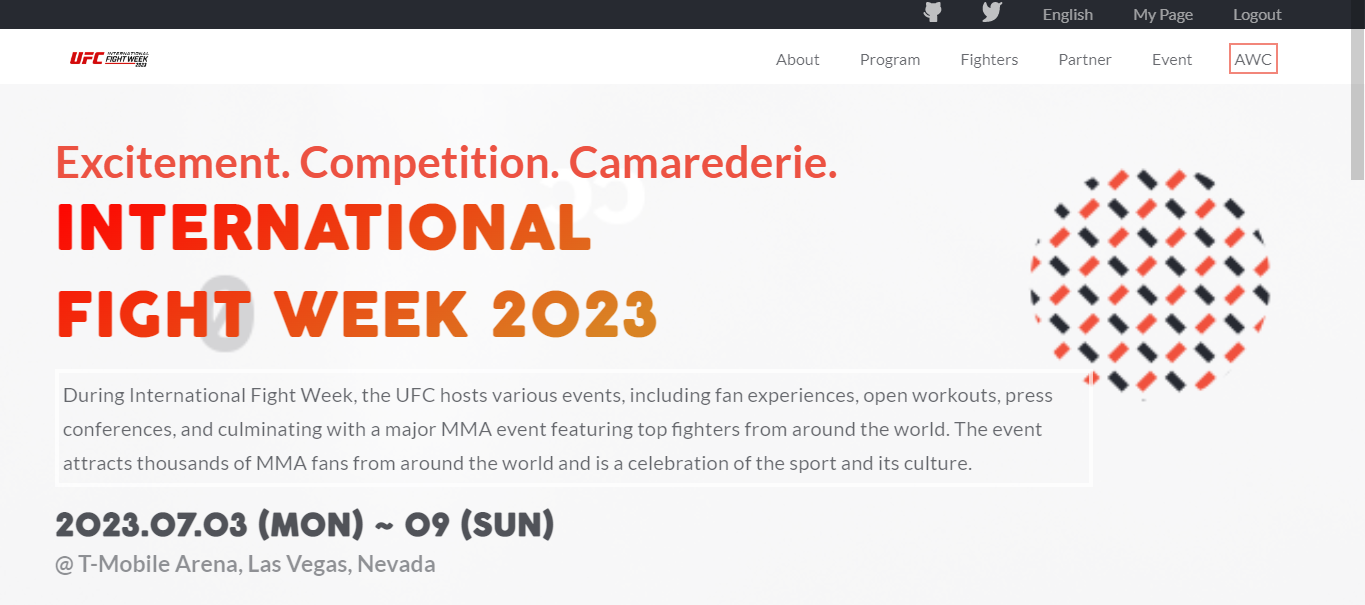 English My Page Logout
UFC INTERNATIONAL
FIGHT WEEK
2023
About Program Fighters Partner Event AWC
Excitement. Competition. Camarederie.
INTERNATIONAL
FIGHT WEEK 2023
During International Fight Week, the UFC hosts various events, including fan experiences, open workouts, press
conferences, and culminating with a major MMA event featuring top fighters from around the world. The event
attracts thousands of MMA fans from around the world and is a celebration of the sport and its culture.
2023.07.03 (MON) ~ 09 (SUN)
@ T-Mobile Arena, Las Vegas, Nevada